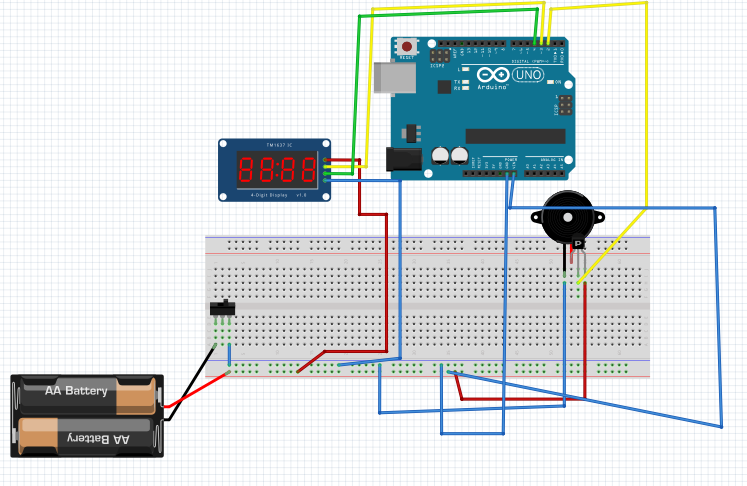 RESET
ICSP2
L
TX
RX
Arduino™
UNO
ON
ICSP
DIGITAL (PWM~)
POWER
ANALOG IN
TM1637 IC
88:88
4-Digit Display v1.0
P
AA Battery
AA Battery